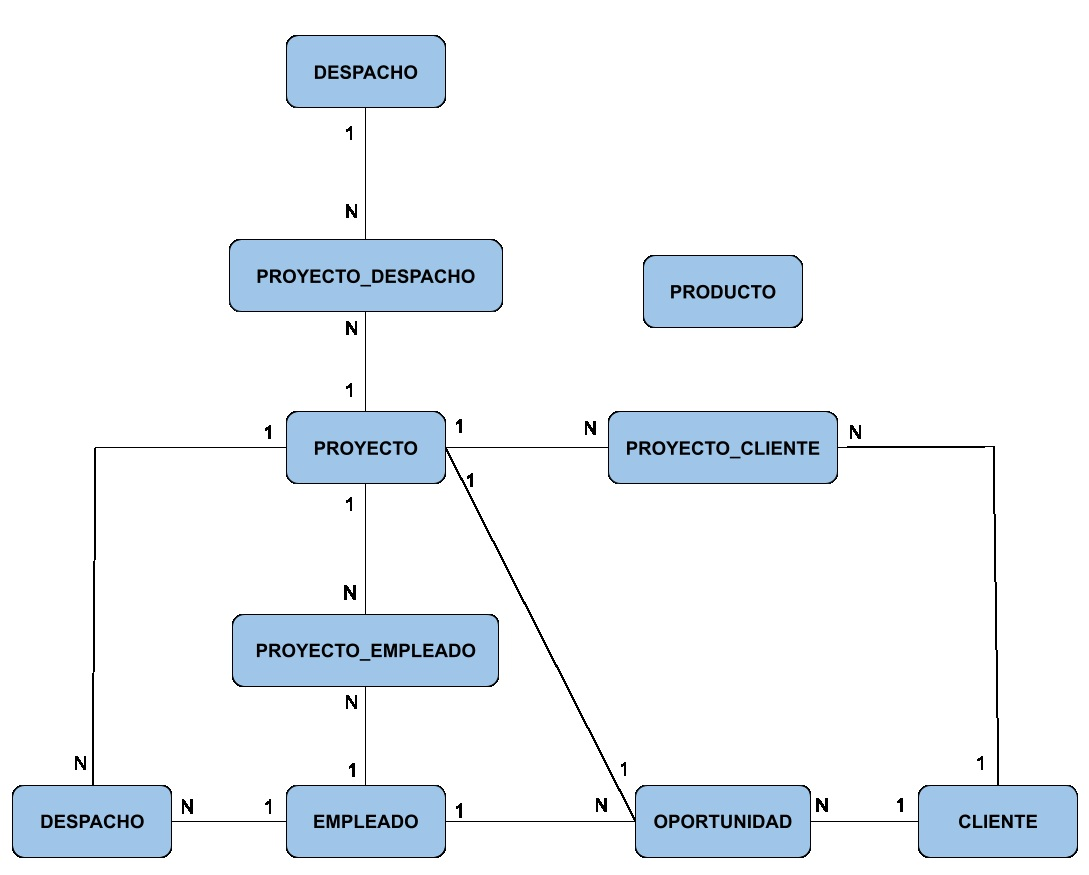 DESPACHO
1
N
PROYECTO_DESPACHO
PRODUCTO
N
1
1
PROYECTO
1
N
PROYECTO_CLIENTE
N
1
1
N
PROYECTO_EMPLEADO
N
N
1
1
1
DESPACHO
N
1
EMPLEADO
1
N
OPORTUNIDAD
N
1
CLIENTE